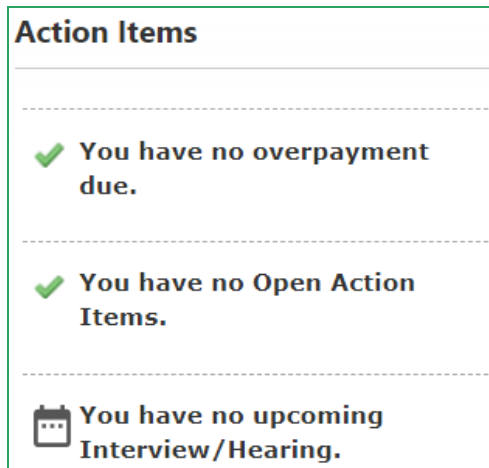 Action Items
You have no overpayment
due.
You have no Open Action
Items.
You have no upcoming
Interview/Hearing.